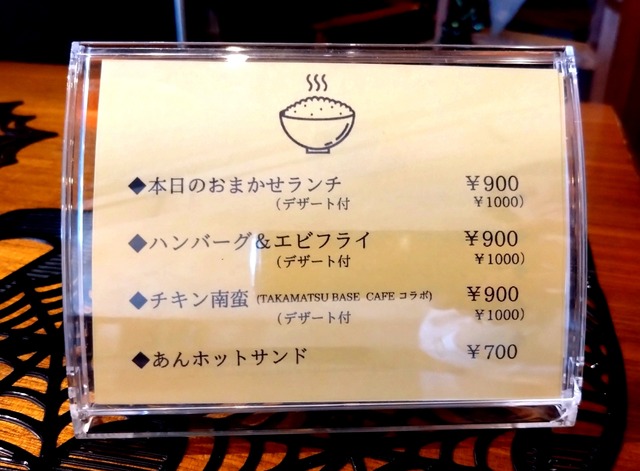 ◆本日のおまかせランチ ￥900
(デザート付 ￥1000)
◆ハンバーグ＆エビフライ ￥900
(デザート付 ￥1000)
◆チキン南蛮 (TAKAMATSU BASE CAFE コラボ) ￥900
(デザート付 ￥1000)
◆あんホットサンド ￥700